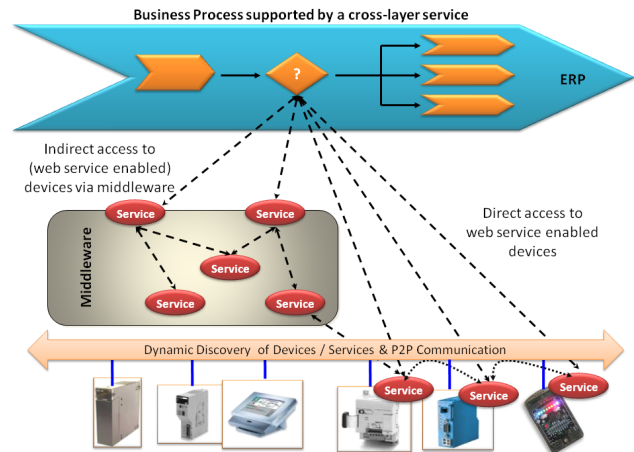 Business Process supported by a cross-layer service
?
ERP
Indirect access to
(web service enabled)
devices via middleware
Direct access to
web service enabled
devices
Middleware
Service
Service
Service
Service
Service
Dynamic Discovery of Devices / Services & P2P Communication
Service
Service
Service